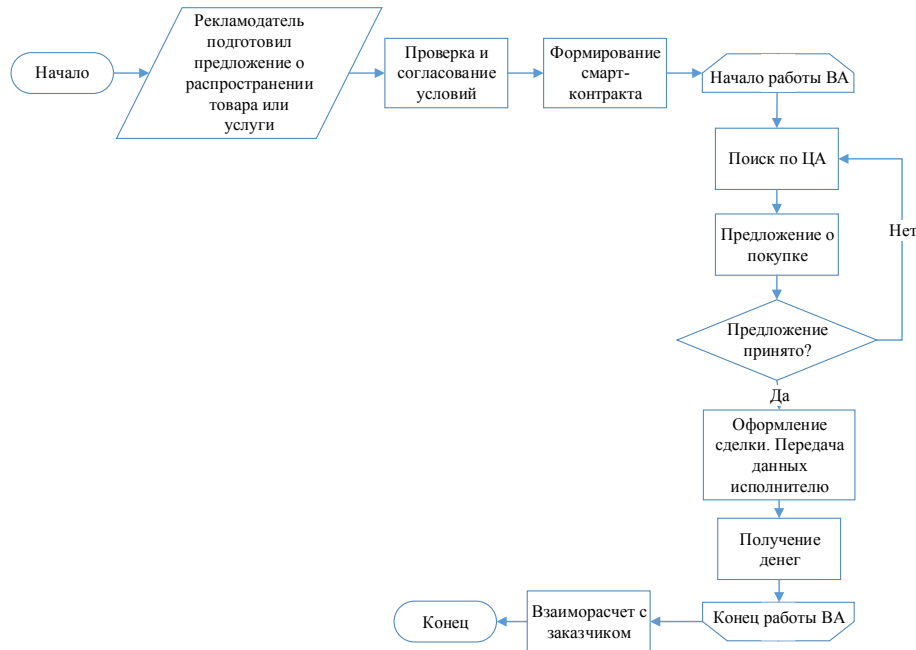 Начало
Рекламодатель
подготовил
предложение о
распространении
товара или
услуги
Проверка и
согласование
условий
Формирование
смарт-
контракта
Начало работы ВА
Поиск по ЦА
Предложение о
покупке
Нет
Предложение
принято?
Да
Оформление
сделки. Передача
данных
исполнителю
Получение
денег
Конец работы ВА
Взаиморасчет с
заказчиком
Конец